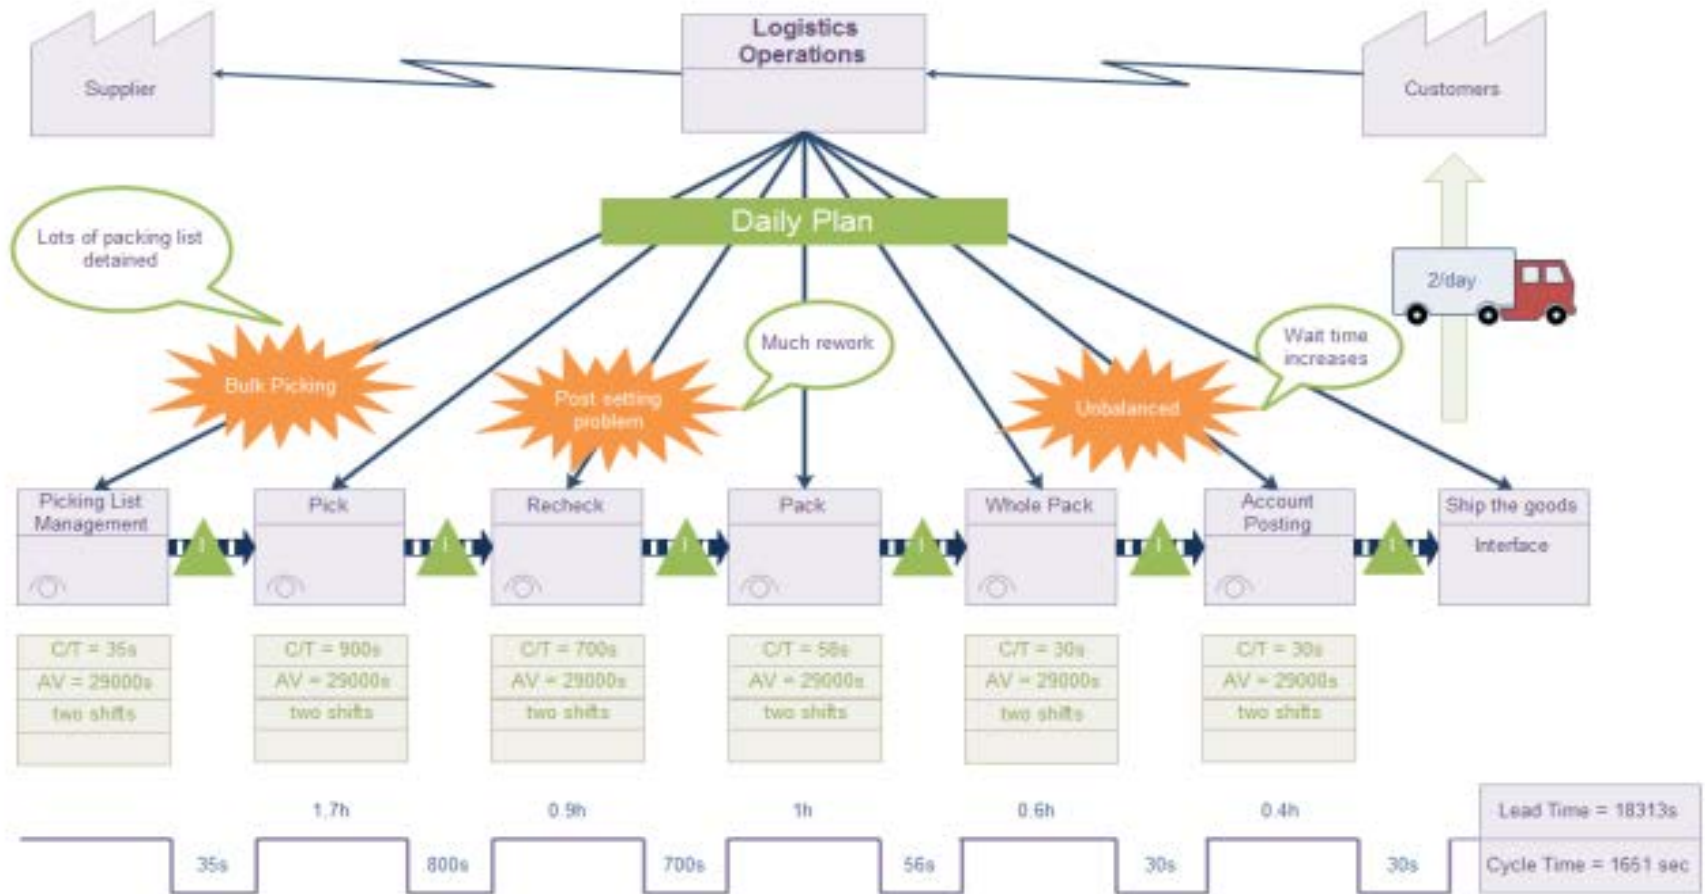 Supplier
Logistics
Operations
Customers
Daily Plan
Lots of packing list
detained
2/day
Much rework
Wait time
increases
Bulk Picking
Post setting
problem
Unbalanced
Picking List
Management
Pick
Recheck
Pack
Whole Pack
Account
Posting
Ship the goods
Interface
I
I
I
I
I
I
C/T = 35s
AV = 29000s
two shifts
C/T = 900s
AV = 29000s
two shifts
C/T = 700s
AV = 29000s
two shifts
C/T = 58s
AV = 29000s
two shifts
C/T = 30s
AV = 29000s
two shifts
C/T = 30s
AV = 29000s
two shifts
1.7h
0.9h
1h
0.6h
0.4h
35s
800s
700s
56s
30s
30s
Lead Time = 18313s
Cycle Time = 1651 sec